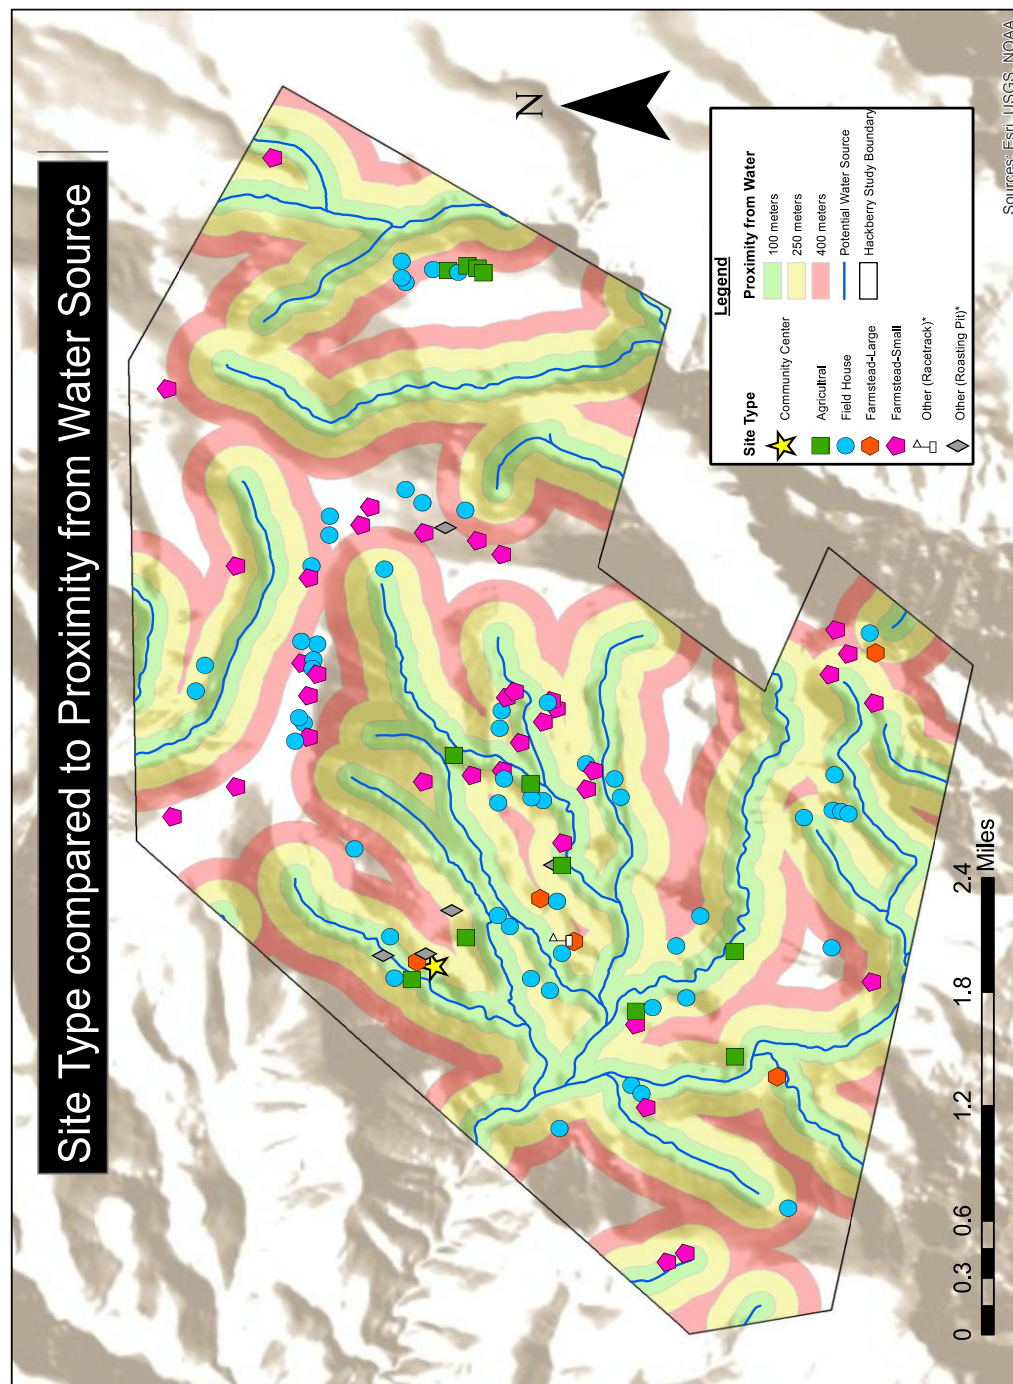 Site Type compared to Proximity from Water Source
N
Legend
Site Type
Community Center
Agricultral
Field House
Farmstead-Large
Farmstead-Small
Other (Racetrack)*
Other (Roasting Pit)*
Proximity from Water
100 meters
250 meters
400 meters
Potential Water Source
Hackberry Study Boundary
0 0.3 0.6 1.2 1.8 2.4
Miles
Sources: Esri, USGS, NOAA